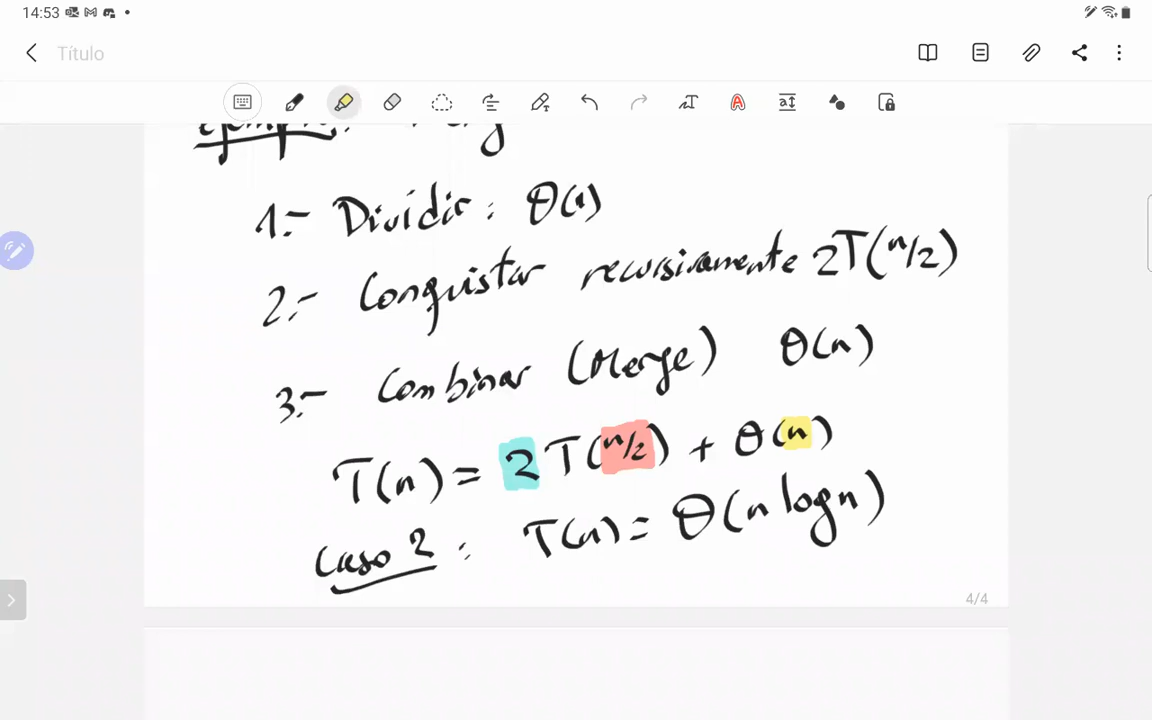 14:53
Título
1.- Dividir: Θ(1)
2.- Conquistar recursivamente 2T(n/2)
3.- Combinar (Merge) Θ(n)
T(n) = 2 T(n/2) + Θ(n)
Caso 2: T(n) = Θ(n log n)
4/4